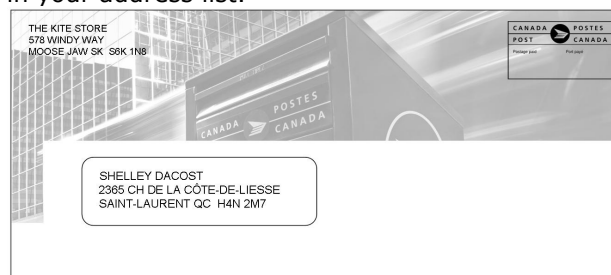 in your address list.
THE KITE STORE
578 WINDY WAY
MOOSE JAW SK  S6K 1N8
CANADA POSTES
POST CANADA
Postage paid Port payé
POSTES
CANADA CANADA
SHELLEY DACOST
2365 CH DE LA CÔTE-DE-LIESSE
SAINT-LAURENT QC  H4N 2M7